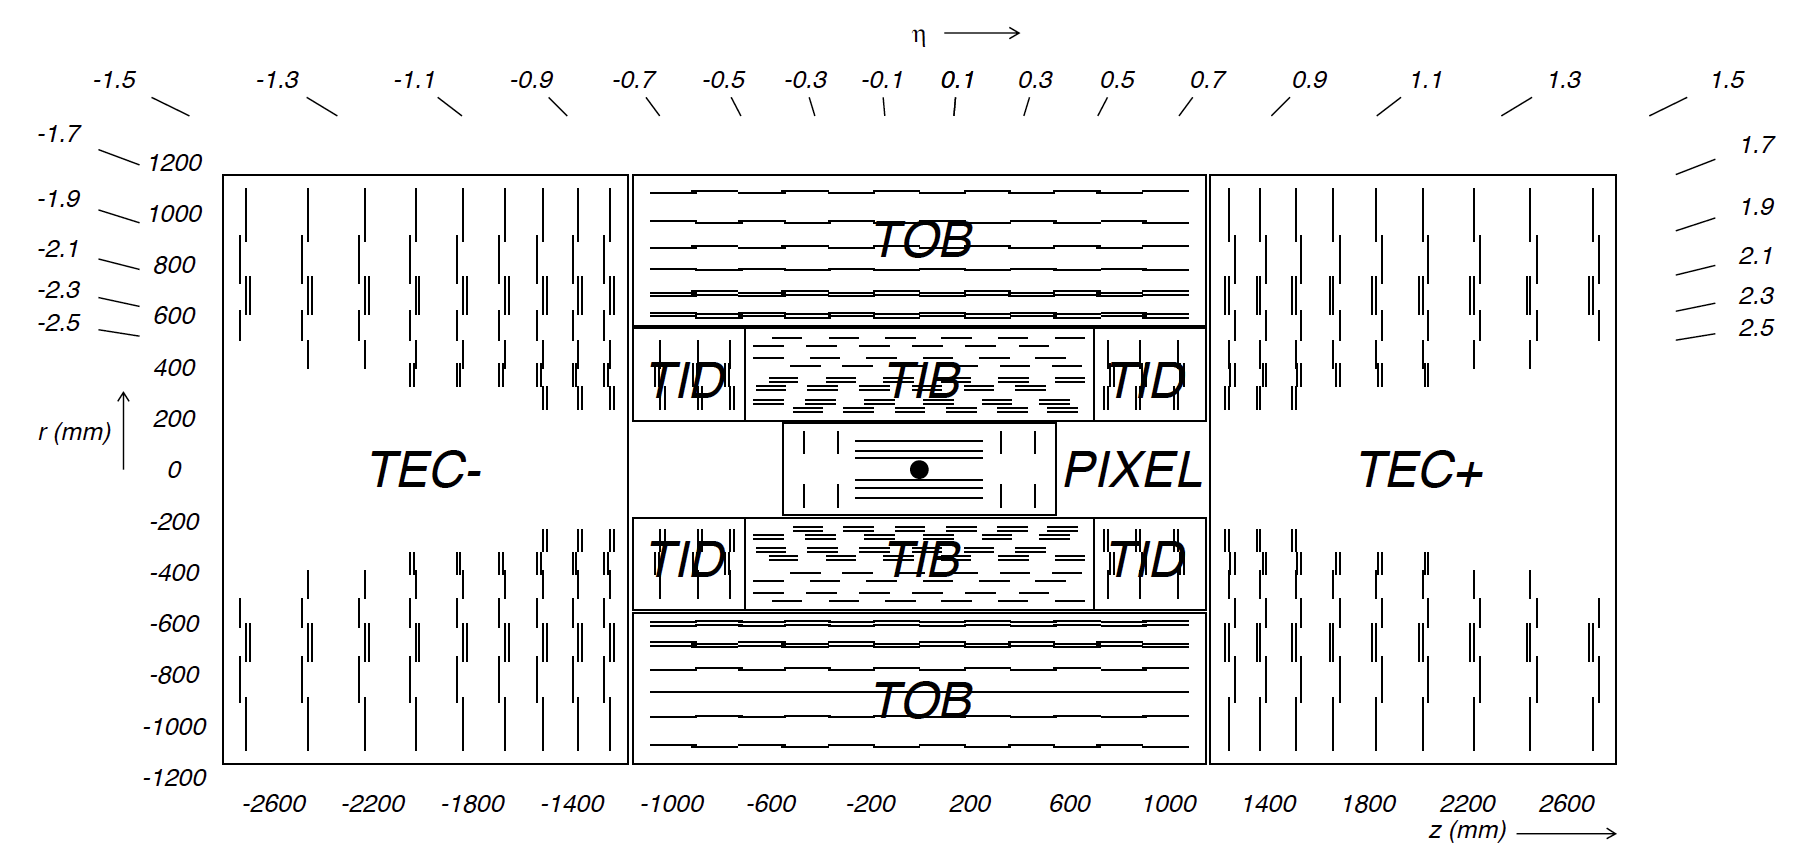 η
-1.5 -1.3 -1.1 -0.9 -0.7 -0.5 -0.3 -0.1 0.1 0.3 0.5 0.7 0.9 1.1 1.3 1.5
-1.7 1.7
1200
-1.9 1.9
1000
TOB
-2.1 2.1
800
-2.3 2.3
600
-2.5 2.5
400
TID TIB TID
200
r (mm)
0
TEC- PIXEL TEC+
-200
TID TIB TID
-400
-600
-800
TOB
-1000
-1200
-2600 -2200 -1800 -1400 -1000 -600 -200 200 600 1000 1400 1800 2200 2600
z (mm)